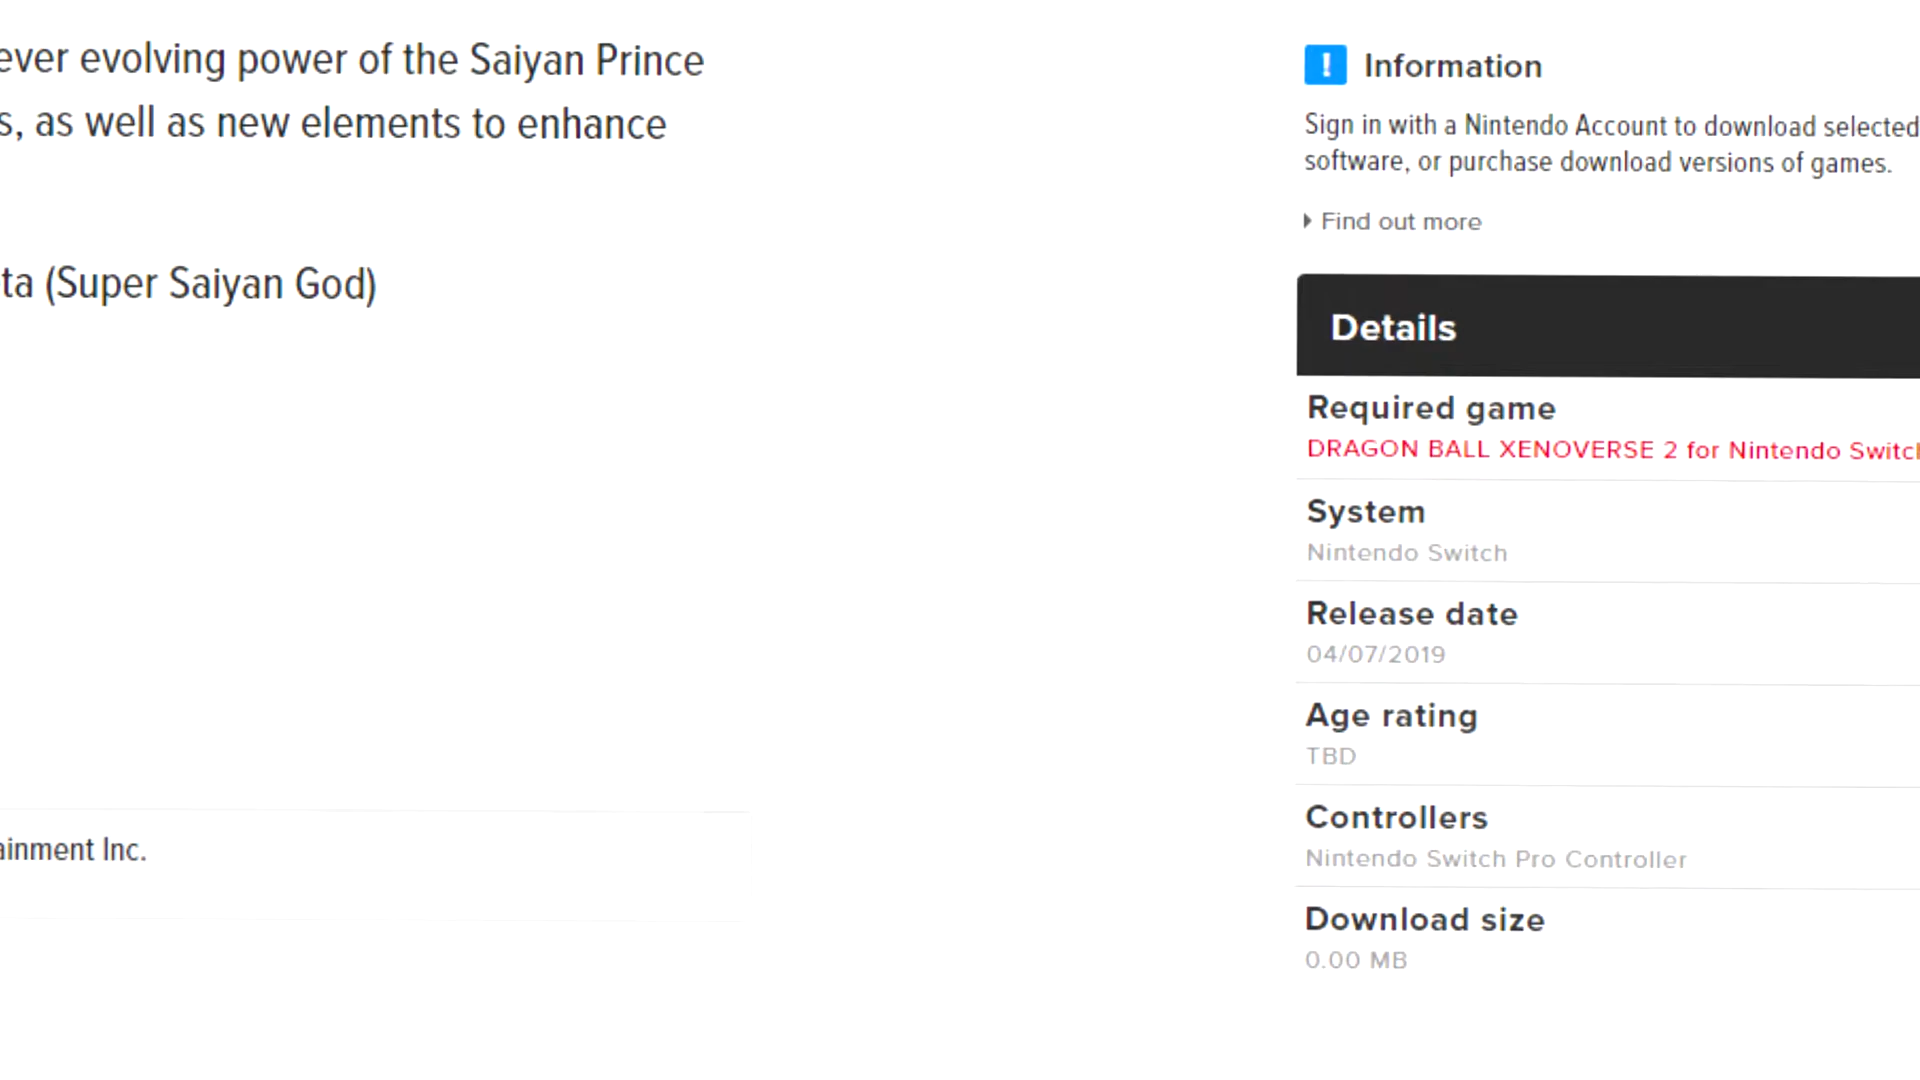 ever evolving power of the Saiyan Prince
s, as well as new elements to enhance
ta (Super Saiyan God)
ainment Inc.
! Information
Sign in with a Nintendo Account to download selected
software, or purchase download versions of games.
Find out more
Details
Required game
DRAGON BALL XENOVERSE 2 for Nintendo Switch
System
Nintendo Switch
Release date
04/07/2019
Age rating
TBD
Controllers
Nintendo Switch Pro Controller
Download size
0.00 MB